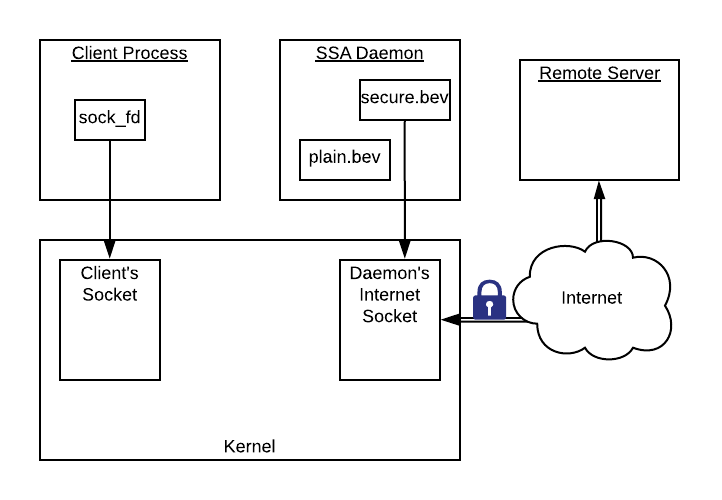 Client Process
SSA Daemon
Remote Server
sock_fd
secure.bev
plain.bev
Client's
Socket
Daemon's
Internet
Socket
Internet
Kernel